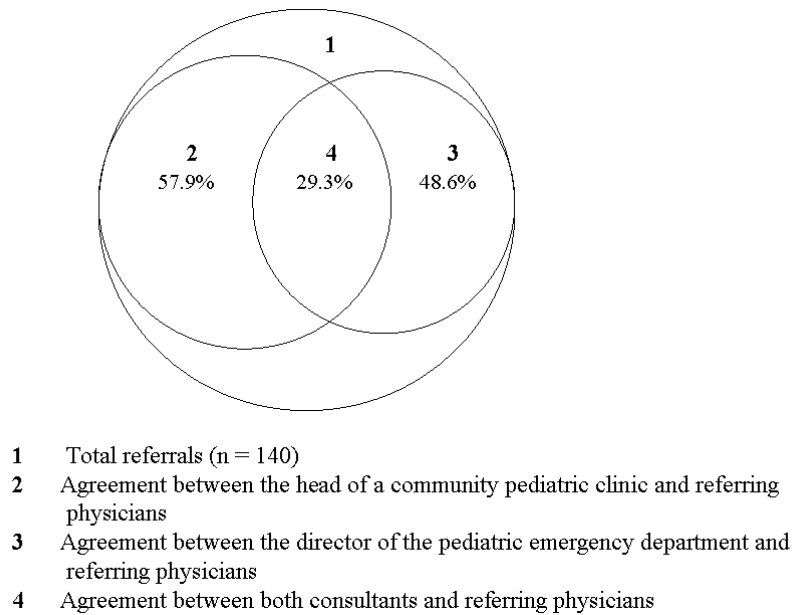 1
2 4 3
57.9% 29.3% 48.6%
1 Total referrals (n = 140)
2 Agreement between the head of a community pediatric clinic and referring
physicians
3 Agreement between the director of the pediatric emergency department and
referring physicians
4 Agreement between both consultants and referring physicians